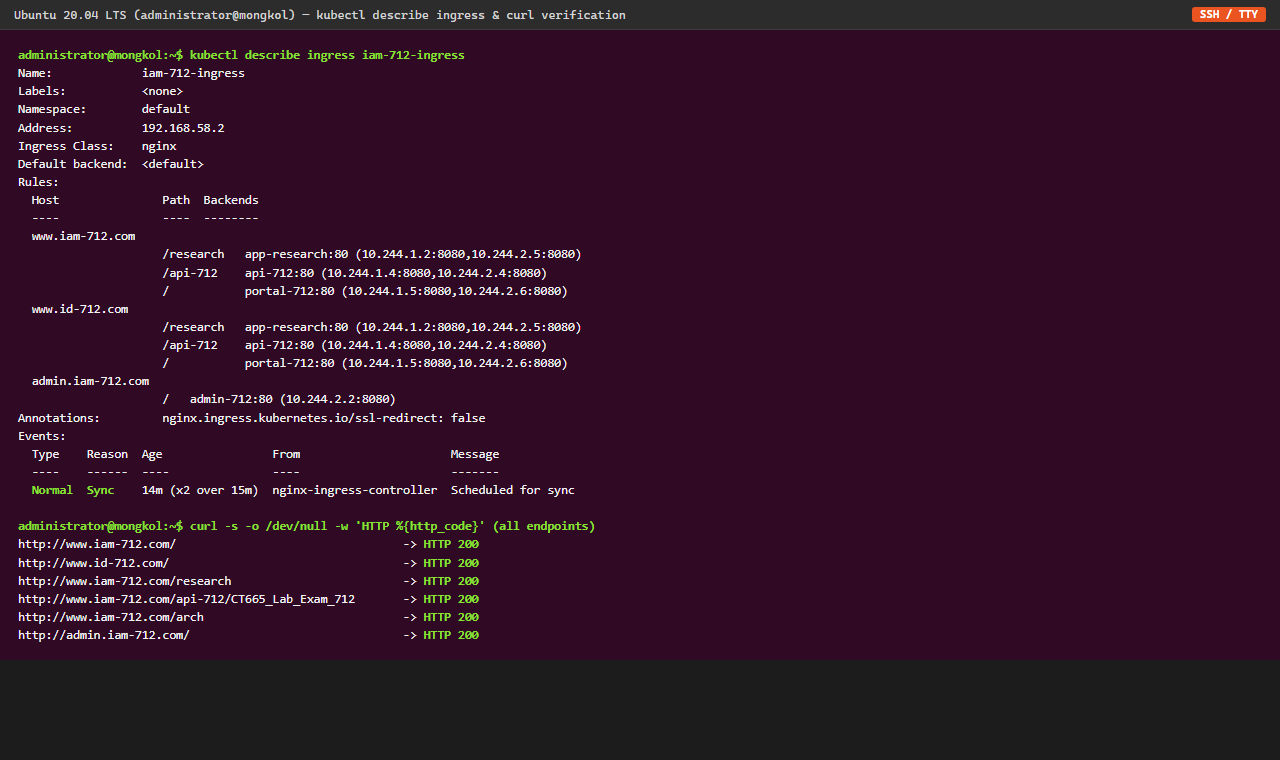 Ubuntu 20.04 LTS (administrator@mongkol) — kubectl describe ingress & curl verification
SSH / TTY
administrator@mongkol:~$ kubectl describe ingress iam-712-ingress
Name:             iam-712-ingress
Labels:           <none>
Namespace:        default
Address:          192.168.58.2
Ingress Class:    nginx
Default backend:  <default>
Rules:
  Host               Path  Backends
  ----               ----  --------
  www.iam-712.com
                     /research   app-research:80 (10.244.1.2:8080,10.244.2.5:8080)
                     /api-712    api-712:80 (10.244.1.4:8080,10.244.2.4:8080)
                     /           portal-712:80 (10.244.1.5:8080,10.244.2.6:8080)
  www.id-712.com
                     /research   app-research:80 (10.244.1.2:8080,10.244.2.5:8080)
                     /api-712    api-712:80 (10.244.1.4:8080,10.244.2.4:8080)
                     /           portal-712:80 (10.244.1.5:8080,10.244.2.6:8080)
  admin.iam-712.com
                     /   admin-712:80 (10.244.2.2:8080)
Annotations:         nginx.ingress.kubernetes.io/ssl-redirect: false
Events:
  Type    Reason  Age                From                      Message
  ----    ------  ----               ----                      -------
  Normal  Sync    14m (x2 over 15m)  nginx-ingress-controller  Scheduled for sync
administrator@mongkol:~$ curl -s -o /dev/null -w 'HTTP %{http_code}' (all endpoints)
http://www.iam-712.com/                                 -> HTTP 200
http://www.id-712.com/                                  -> HTTP 200
http://www.iam-712.com/research                         -> HTTP 200
http://www.iam-712.com/api-712/CT665_Lab_Exam_712       -> HTTP 200
http://www.iam-712.com/arch                             -> HTTP 200
http://admin.iam-712.com/                               -> HTTP 200